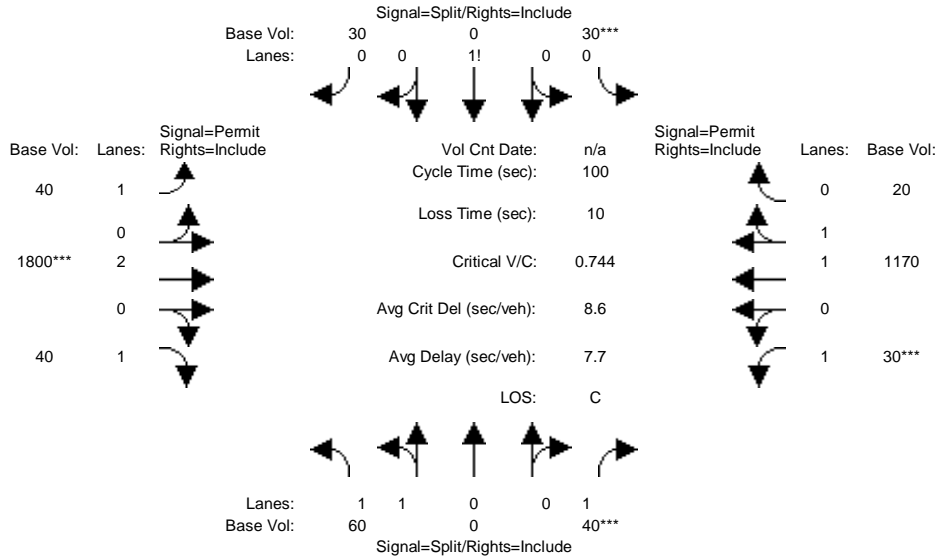 Signal=Split/Rights=Include
Base Vol: 30 0 30***
Lanes: 0 0 1! 0 0
Signal=Permit Signal=Permit
Base Vol: Lanes: Rights=Include Vol Cnt Date: n/a Rights=Include Lanes: Base Vol:
Cycle Time (sec): 100
40 1 0 20
Loss Time (sec): 10
0 1
1800*** 2 Critical V/C: 0.744 1 1170
0 Avg Crit Del (sec/veh): 8.6 0
40 1 Avg Delay (sec/veh): 7.7 1 30***
LOS: C
Lanes: 1 1 0 0 1
Base Vol: 60 0 40***
Signal=Split/Rights=Include